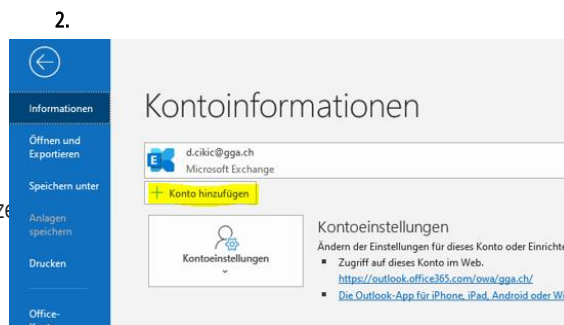 2.
Informationen
Öffnen und
Exportieren
Speichern unter
Anlagen
speichern
Drucken
Office-
Kontoinformationen
d.cikic@gga.ch
Microsoft Exchange
+ Konto hinzufügen
Kontoeinstellungen
Kontoeinstellungen
Ändern der Einstellungen für dieses Konto oder Einrichte
▪ Zugriff auf dieses Konto im Web.
https://outlook.office365.com/owa/gga.ch/
▪ Die Outlook-App für iPhone, iPad, Android oder Wi